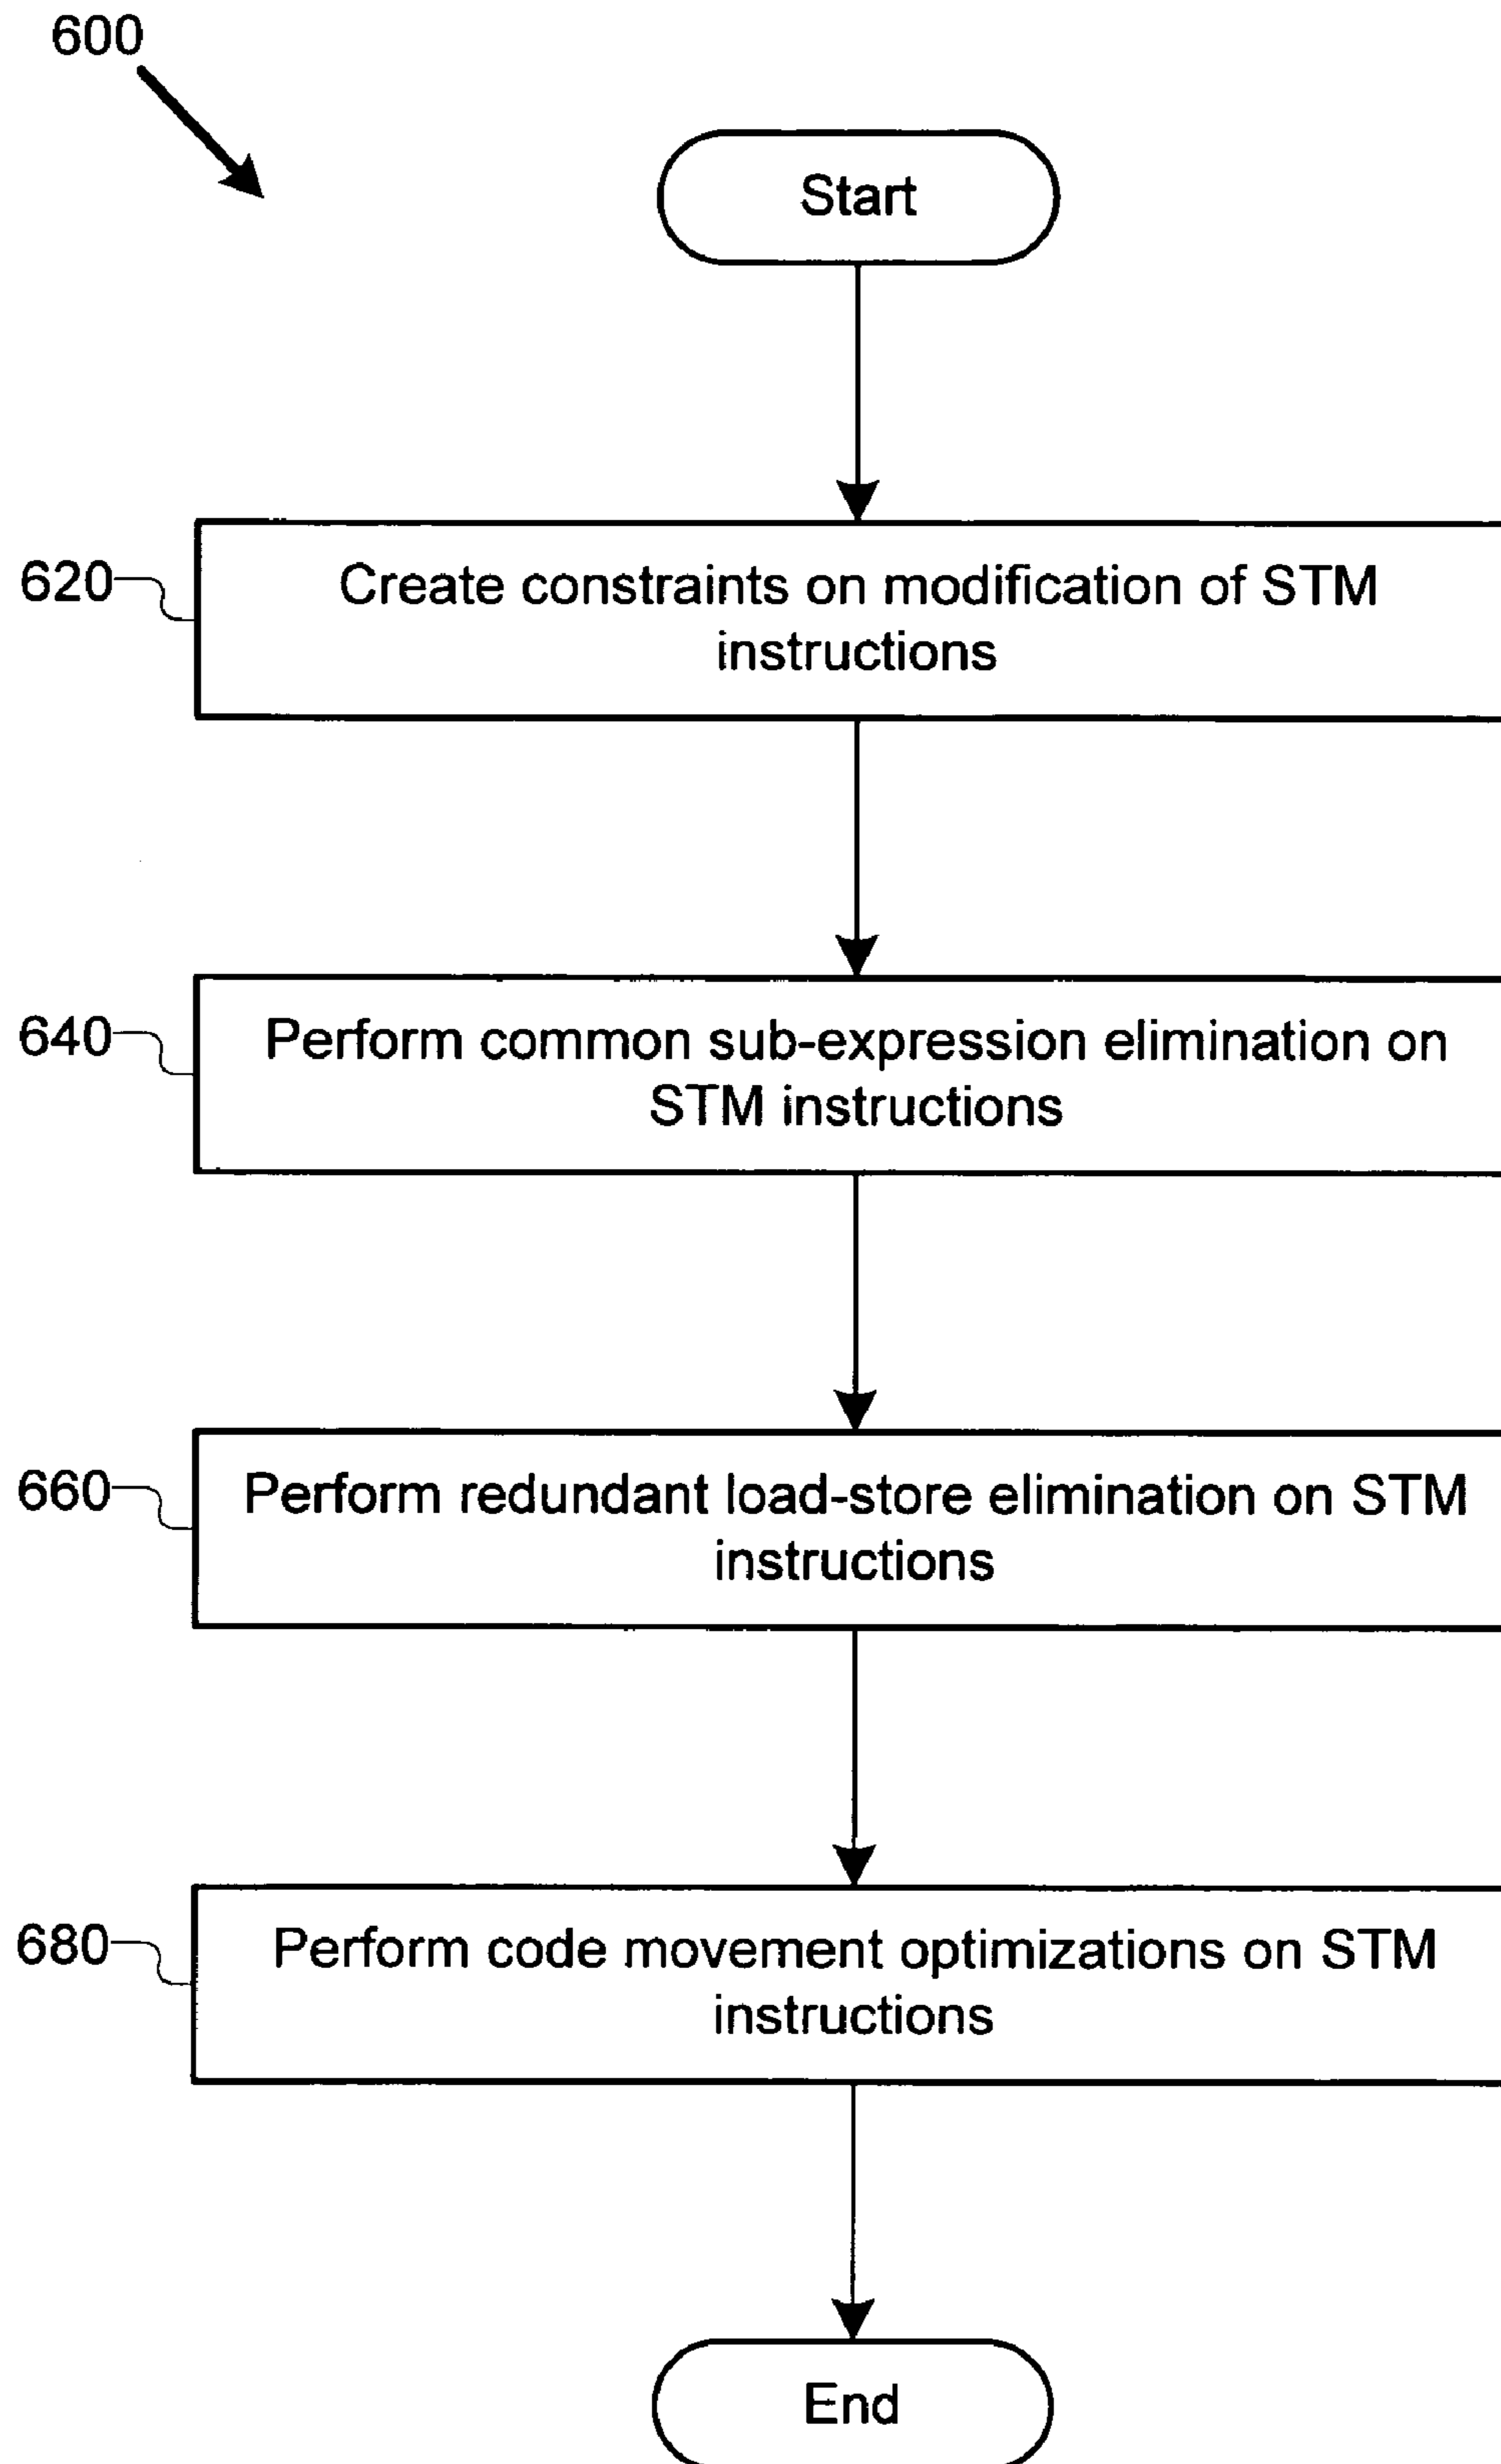 600
Start
620
Create constraints on modification of STM
instructions
640
Perform common sub-expression elimination on
STM instructions
660
Perform redundant load-store elimination on STM
instructions
680
Perform code movement optimizations on STM
instructions
End